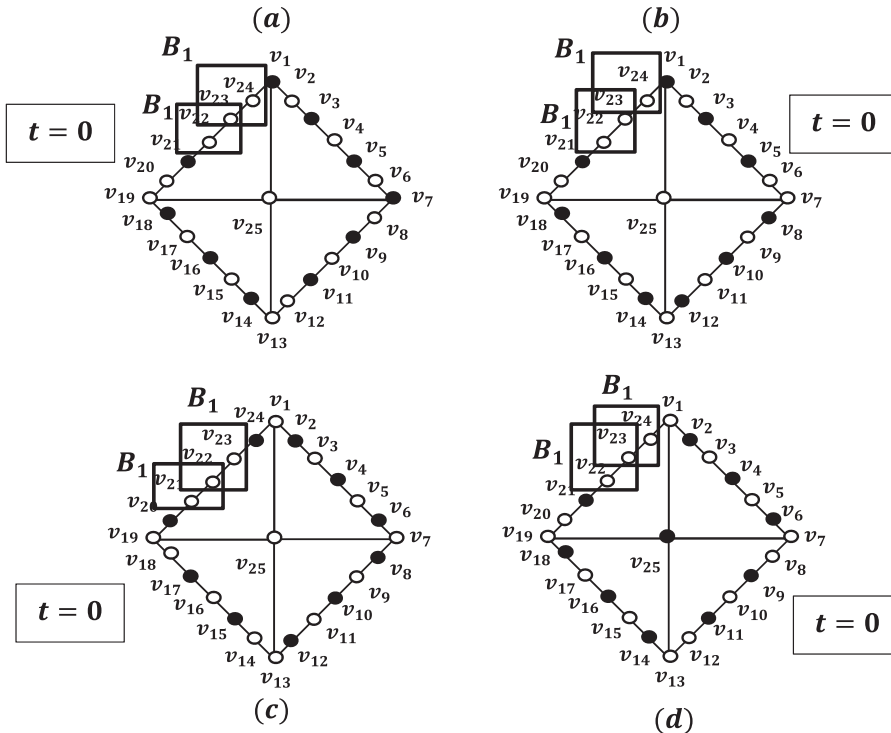 (a)
B₁
v₁
v₂
v₂₄
v₂₃
v₃
B₁
v₂₂
v₄
t = 0
v₂₁
v₅
v₂₀
v₆
v₁₉
v₇
v₁₈
v₂₅
v₈
v₁₇
v₉
v₁₆
v₁₀
v₁₅
v₁₁
v₁₄
v₁₂
v₁₃
(b)
B₁
v₁
v₂
v₂₄
v₂₃
v₃
B₁
v₂₂
v₄
t = 0
v₂₁
v₅
v₂₀
v₆
v₁₉
v₇
v₁₈
v₂₅
v₈
v₁₇
v₉
v₁₆
v₁₀
v₁₅
v₁₁
v₁₄
v₁₂
v₁₃
B₁
v₁
v₂₄
v₂
v₂₃
v₃
B₁
v₂₂
v₄
v₂₁
v₅
v₂₀
v₆
v₁₉
v₇
v₁₈
v₂₅
v₈
v₁₇
v₉
t = 0
v₁₆
v₁₀
v₁₅
v₁₁
v₁₄
v₁₂
v₁₃
(c)
B₁
v₁
v₂₄
v₂
v₂₃
v₃
B₁
v₂₂
v₄
v₂₁
v₅
v₂₀
v₆
v₁₉
v₇
v₁₈
v₂₅
v₈
v₁₇
v₉
v₁₆
v₁₀
t = 0
v₁₅
v₁₁
v₁₄
v₁₂
v₁₃
(d)